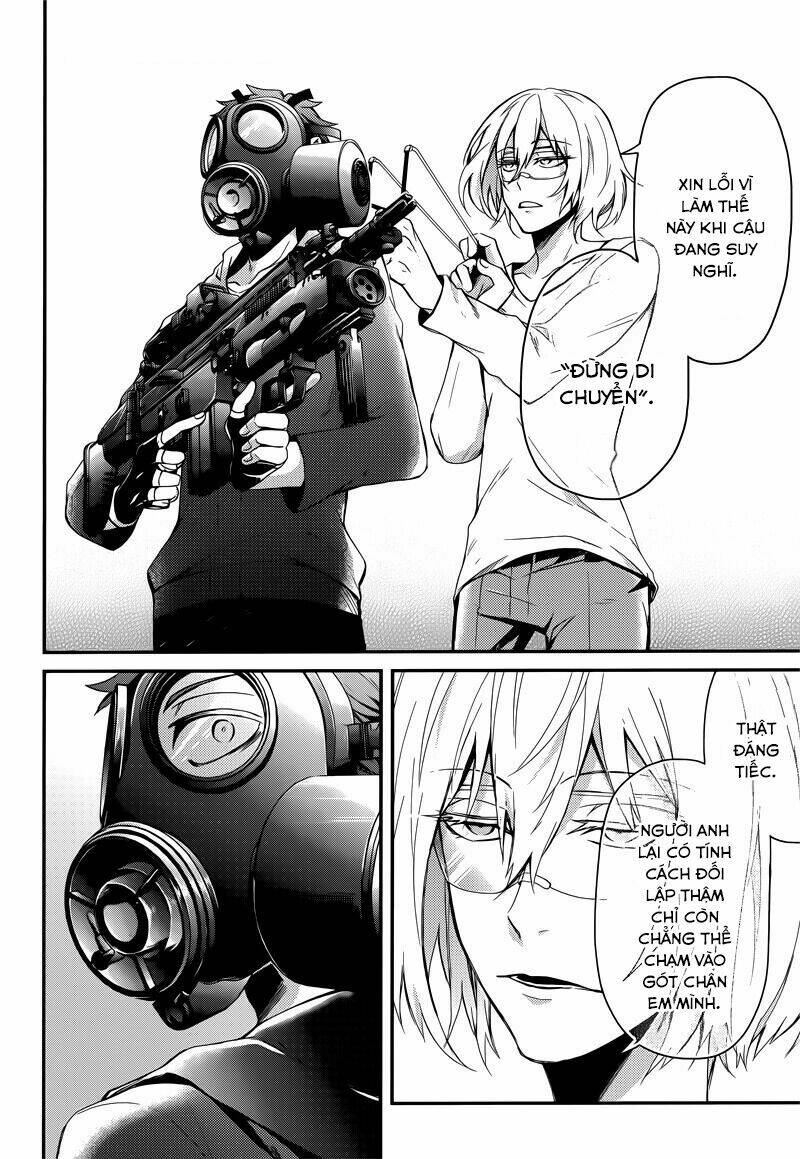 XIN LỖI VÌ
LÀM THẾ
NÀY KHI CẬU
ĐANG SUY
NGHĨ.
"ĐỪNG DI
CHUYỂN".
THẬT
ĐÁNG
TIẾC.
NGƯỜI ANH
LẠI CÓ TÍNH
CÁCH ĐỐI
LẬP THẬM
CHỈ CÒN
CHẲNG THỂ
CHẠM VÀO
GÓT CHÂN
EM MÌNH.